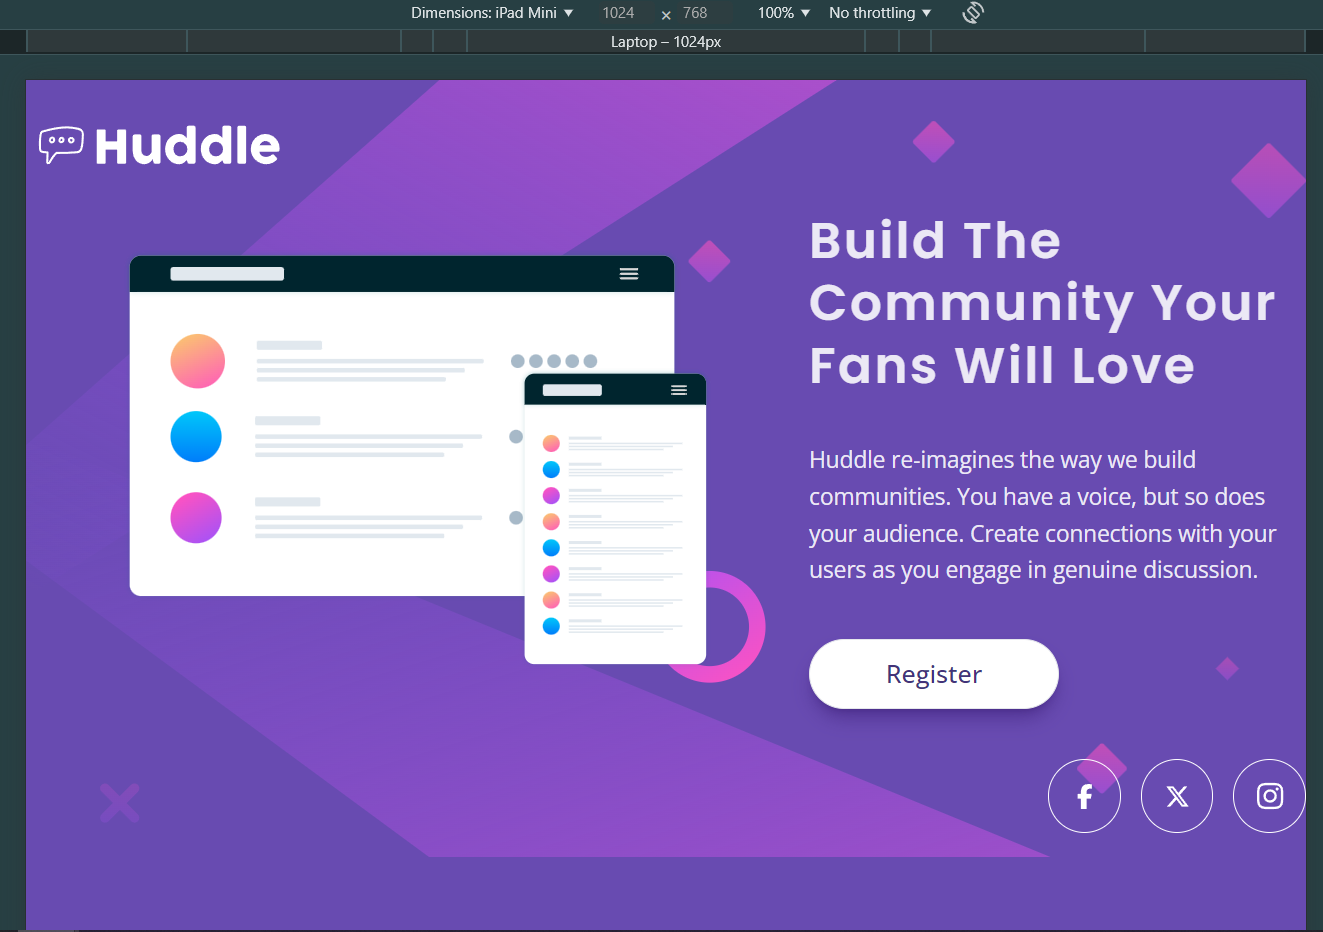 Dimensions: iPad Mini ▼ 1024 × 768 100% ▼ No throttling ▼
Laptop – 1024px
Huddle
Build The
Community Your
Fans Will Love
Huddle re-imagines the way we build
communities. You have a voice, but so does
your audience. Create connections with your
users as you engage in genuine discussion.
Register